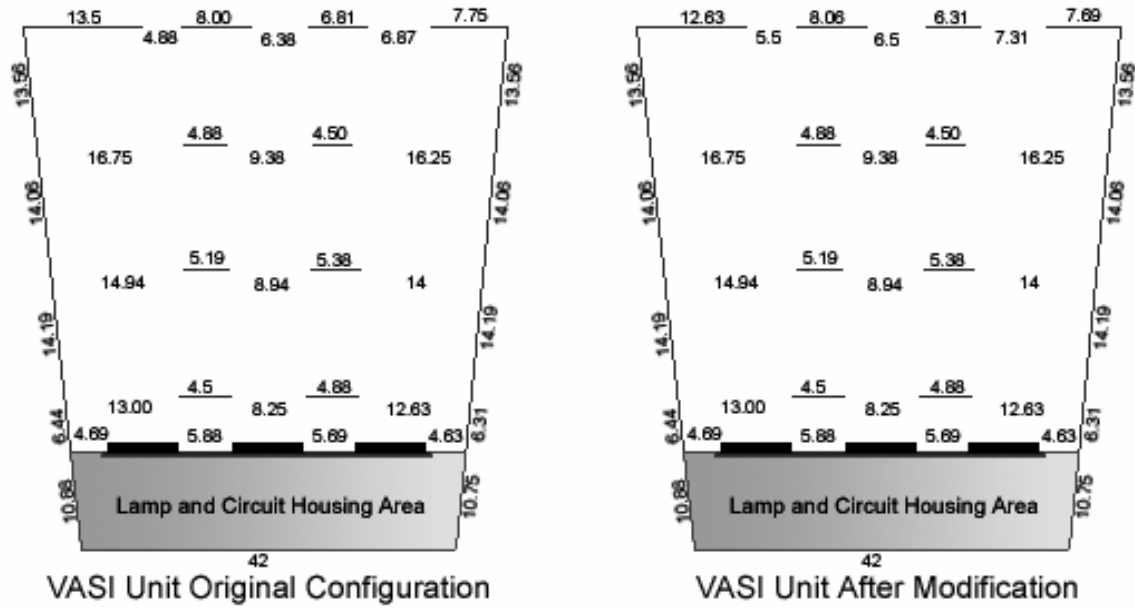 13.5 8.00 6.81 7.75
4.88 6.38 6.87
13.56 13.56
4.88 4.50
16.75 9.38 16.25
14.06 14.06
5.19 5.38
14.94 8.94 14
14.19 14.19
4.5 4.88
13.00 8.25 12.63
6.44 4.69 5.88 5.69 4.63 6.31
10.88 Lamp and Circuit Housing Area 10.75
42
VASI Unit Original Configuration
12.63 8.06 6.31 7.69
5.5 6.5 7.31
13.56 13.56
4.88 4.50
16.75 9.38 16.25
14.06 14.06
5.19 5.38
14.94 8.94 14
14.19 14.19
4.5 4.88
13.00 8.25 12.63
6.44 4.69 5.88 5.69 4.63 6.31
10.88 Lamp and Circuit Housing Area 10.75
42
VASI Unit After Modification